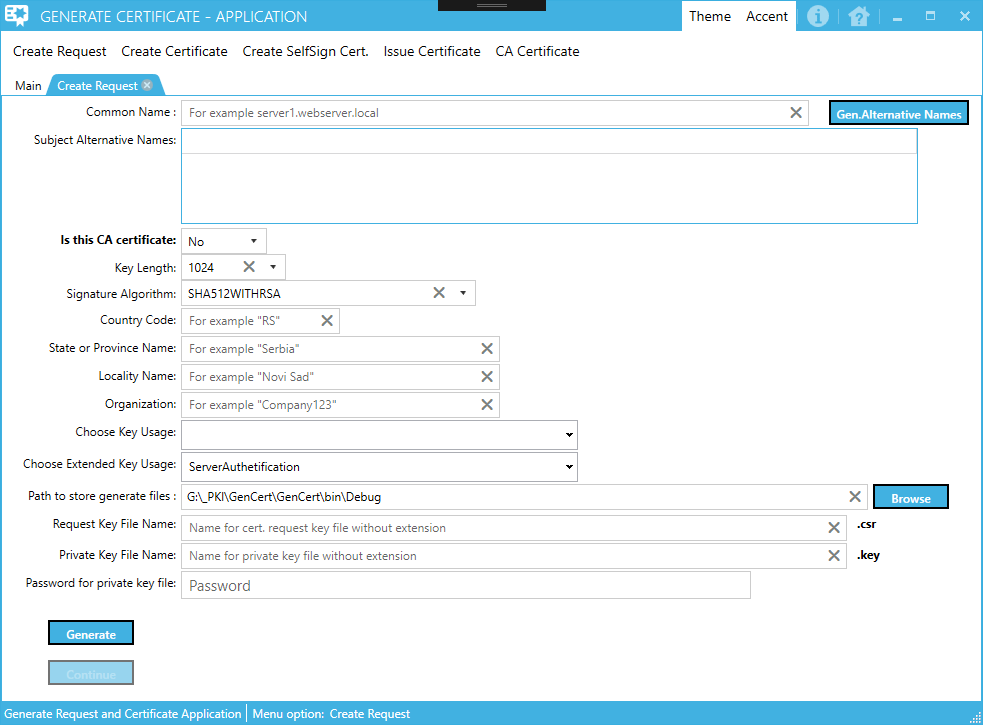 GENERATE CERTIFICATE - APPLICATION
Theme Accent
Create Request Create Certificate Create SelfSign Cert. Issue Certificate CA Certificate
Main Create Request
Common Name : For example server1.webserver.local Gen.Alternative Names
Subject Alternative Names:
Is this CA certificate: No
Key Length: 1024
Signature Algorithm: SHA512WITHRSA
Country Code: For example "RS"
State or Province Name: For example "Serbia"
Locality Name: For example "Novi Sad"
Organization: For example "Company123"
Choose Key Usage:
Choose Extended Key Usage: ServerAuthetification
Path to store generate files : G:\_PKI\GenCert\GenCert\bin\Debug Browse
Request Key File Name: Name for cert. request key file without extension .csr
Private Key File Name: Name for private key file without extension .key
Password for private key file: Password
Generate
Continue
Generate Request and Certificate Application Menu option: Create Request